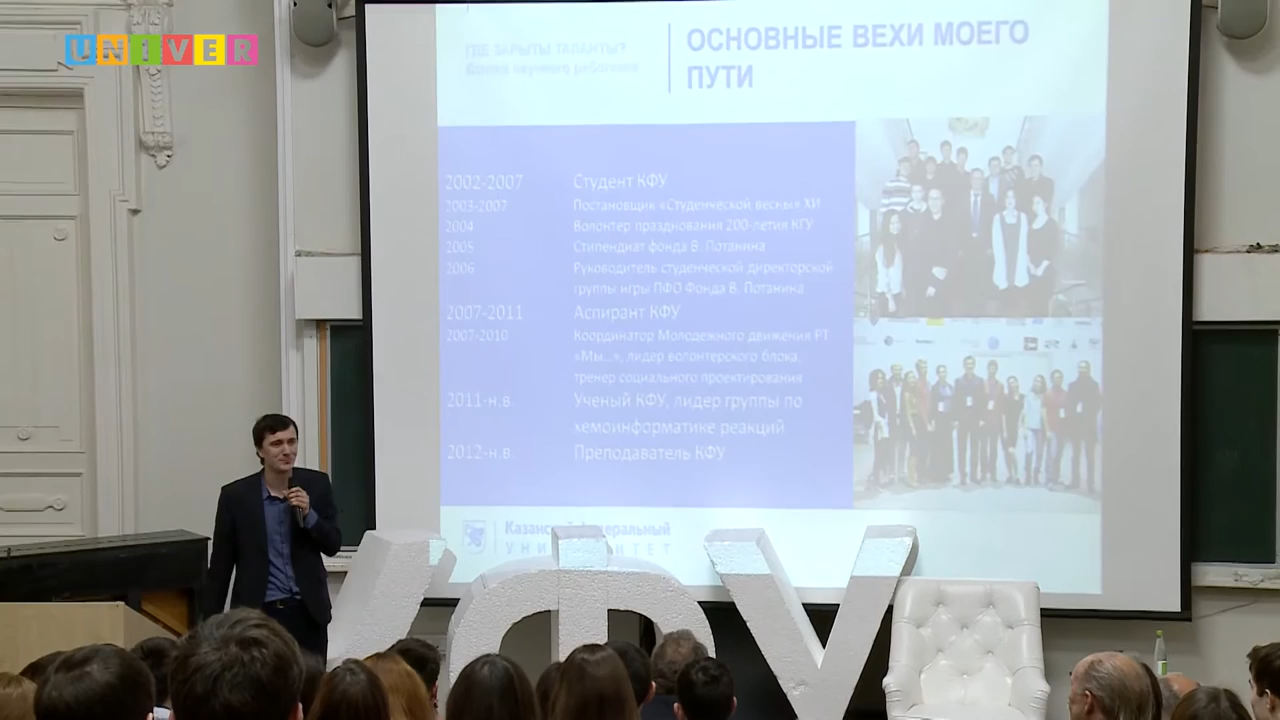 UNIVER
ГДЕ ЗАРЫТЫ ТАЛАНТЫ?
научного работника
ОСНОВНЫЕ ВЕХИ МОЕГО
ПУТИ
2002-2007 Студент КФУ
2003-2007 Постановщик «Студенческой весны» ХИ
2004 Волонтер празднования 200-летия КГУ
2005 Стипендиат фонда В. Потанина
2006 Руководитель студенческой директорской
группы игры ПФО Фонда В. Потанина
2007-2011 Аспирант КФУ
2007-2010 Координатор Молодежного движения РТ
«Мы...», лидер волонтерского блока,
тренер социального проектирования
2011-н.в. Ученый КФУ, лидер группы по
хемоинформатике реакций
2012-н.в. Преподаватель КФУ
Казанский федеральный
УНИВЕРСИТЕТ
КФУ